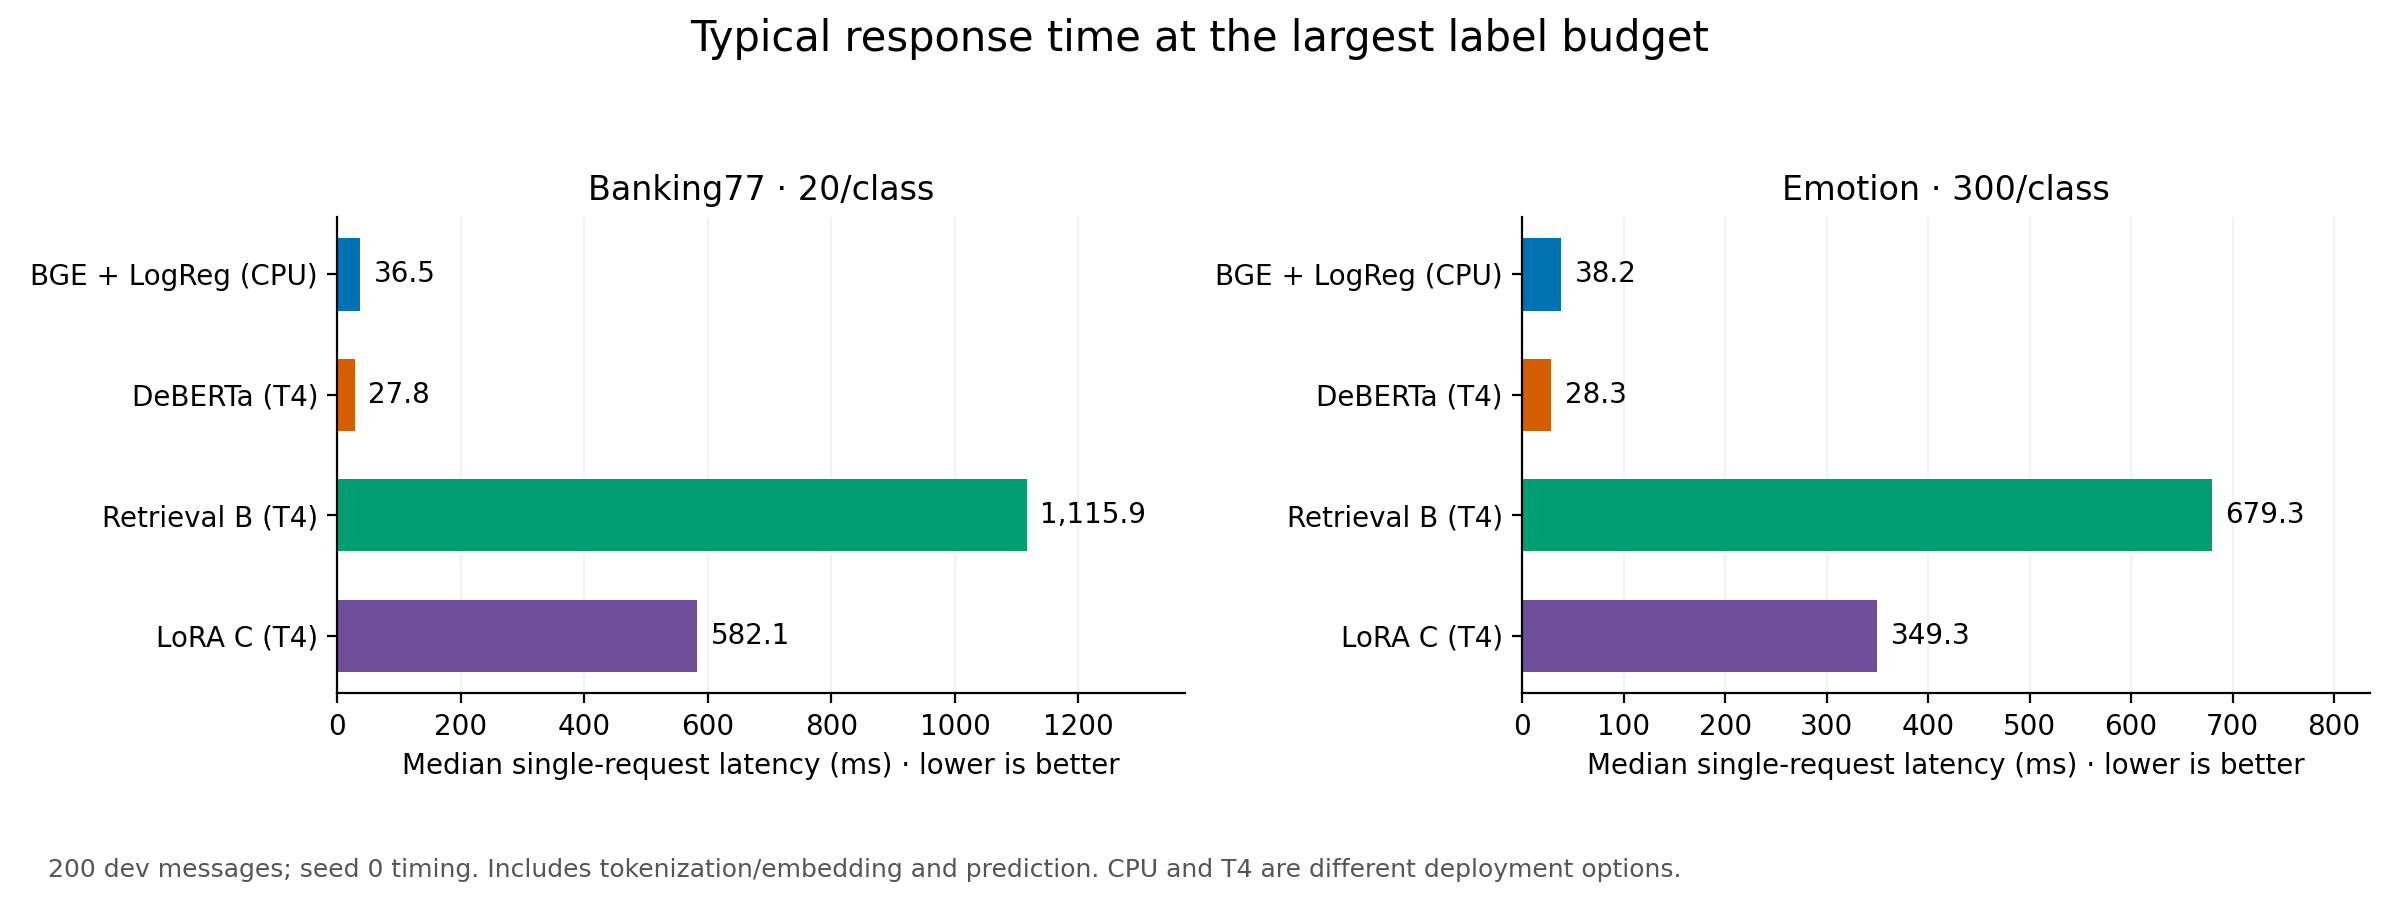 Typical response time at the largest label budget
Banking77 · 20/class
BGE + LogReg (CPU)
36.5
DeBERTa (T4)
27.8
Retrieval B (T4)
1,115.9
LoRA C (T4)
582.1
0 200 400 600 800 1000 1200
Median single-request latency (ms) · lower is better
Emotion · 300/class
BGE + LogReg (CPU)
38.2
DeBERTa (T4)
28.3
Retrieval B (T4)
679.3
LoRA C (T4)
349.3
0 100 200 300 400 500 600 700 800
Median single-request latency (ms) · lower is better
200 dev messages; seed 0 timing. Includes tokenization/embedding and prediction. CPU and T4 are different deployment options.